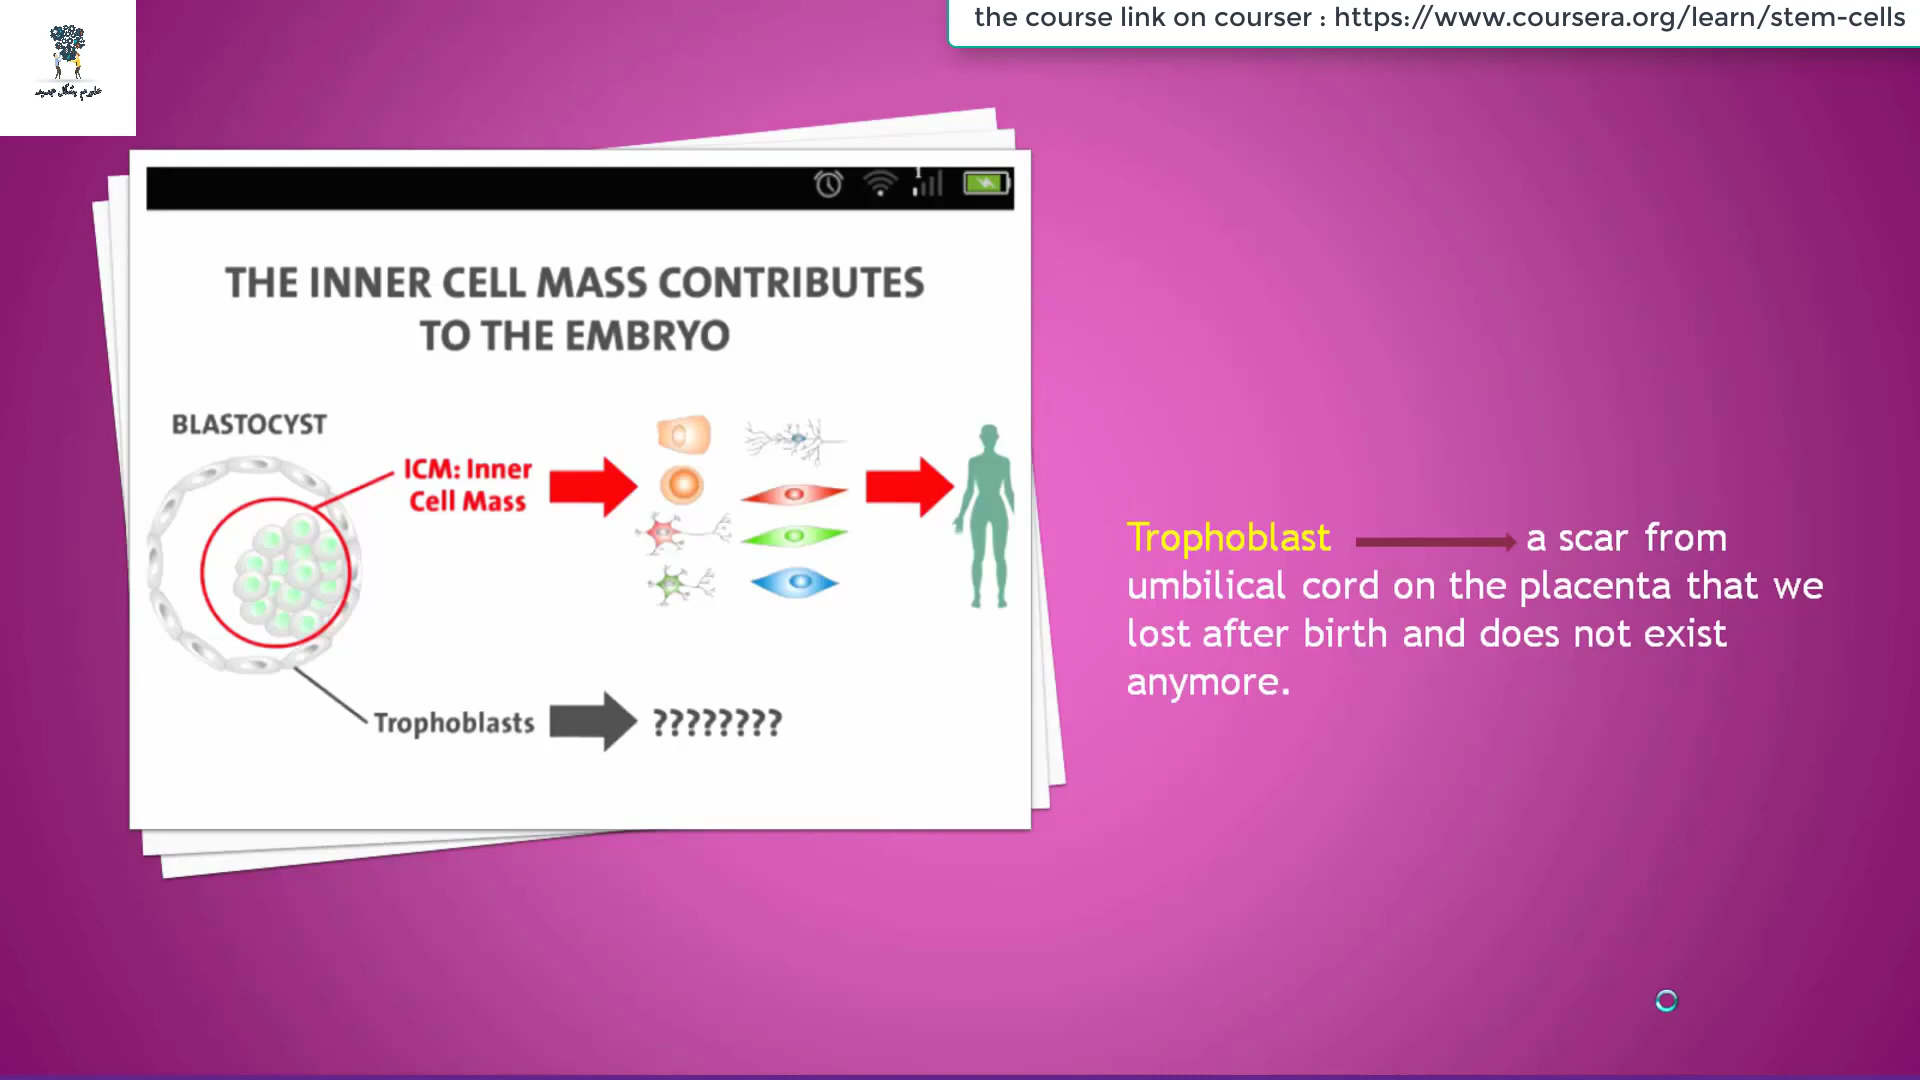 the course link on courser : https://www.coursera.org/learn/stem-cells
THE INNER CELL MASS CONTRIBUTES
TO THE EMBRYO
BLASTOCYST
ICM: Inner
Cell Mass
Trophoblasts
????????
Trophoblast a scar from
umbilical cord on the placenta that we
lost after birth and does not exist
anymore.